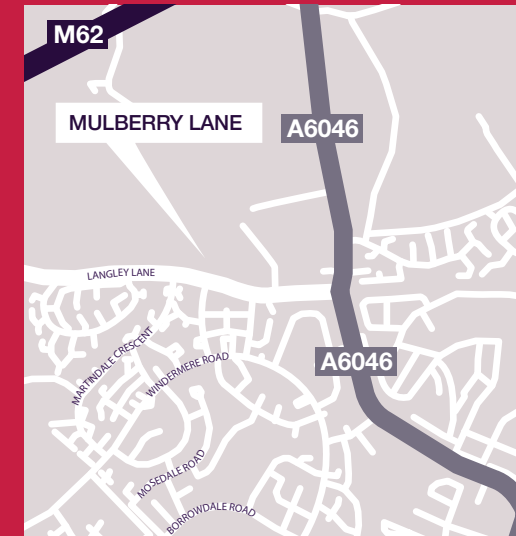 M62
MULBERRY LANE
A6046
LANGLEY LANE
MARTINDALE CRESCENT
WINDERMERE ROAD
A6046
MOSEDALE ROAD
BORROWDALE ROAD